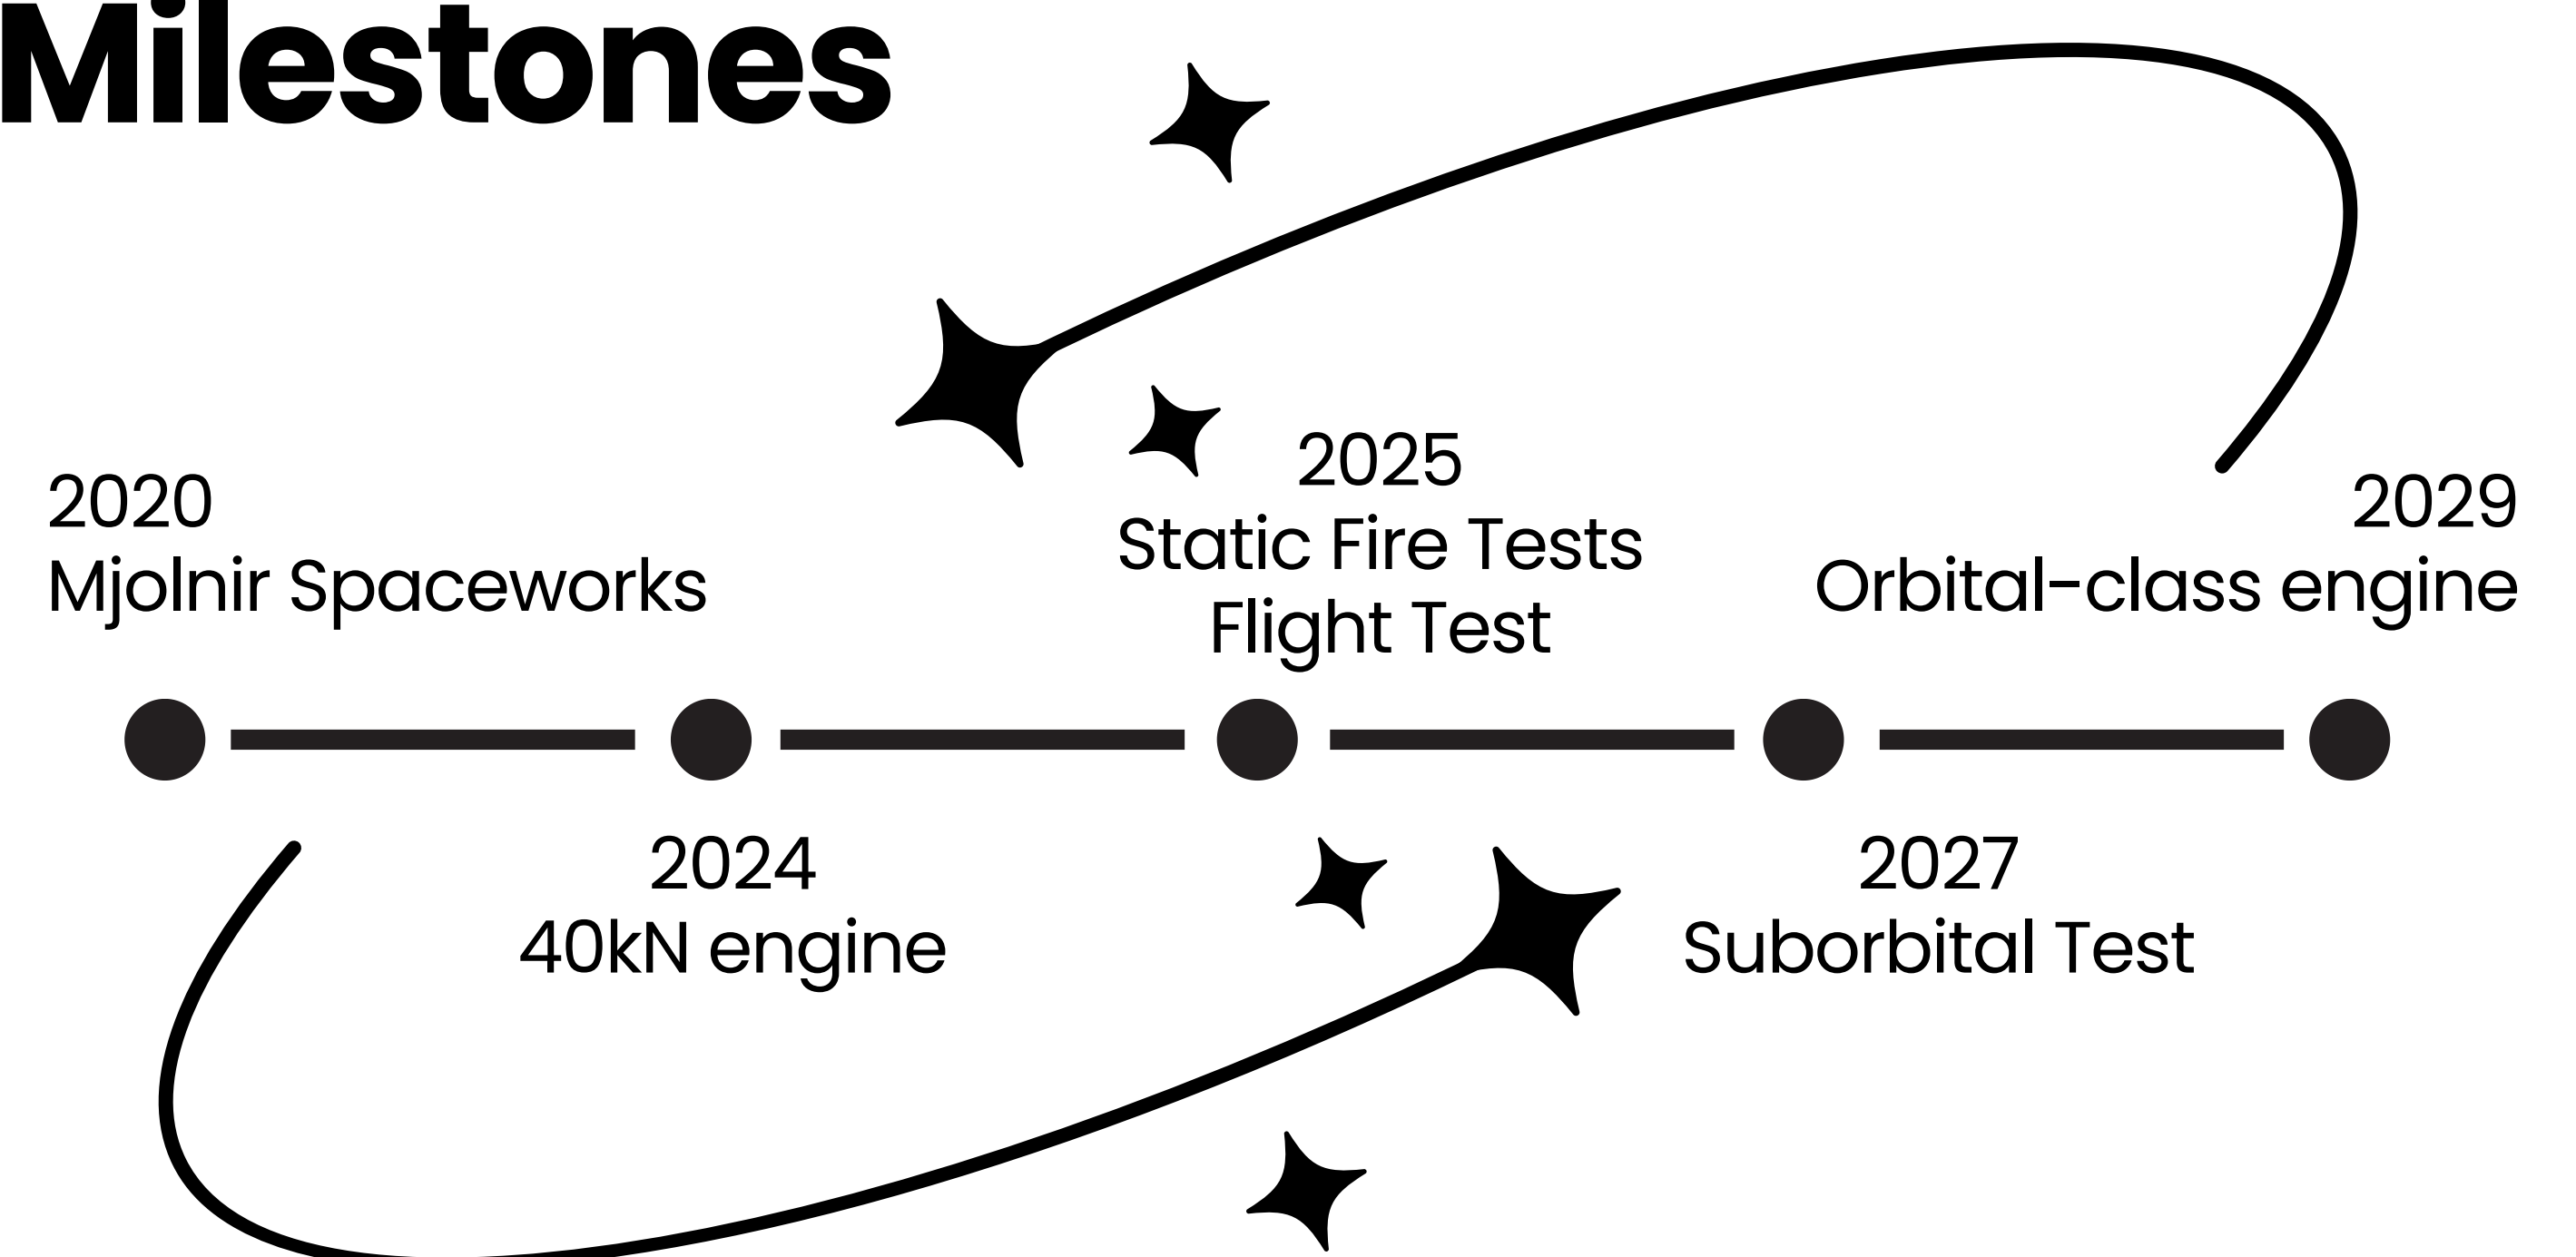 Milestones
2020
Mjolnir Spaceworks
2024
40kN engine
2025
Static Fire Tests
Flight Test
2027
Suborbital Test
2029
Orbital-class engine